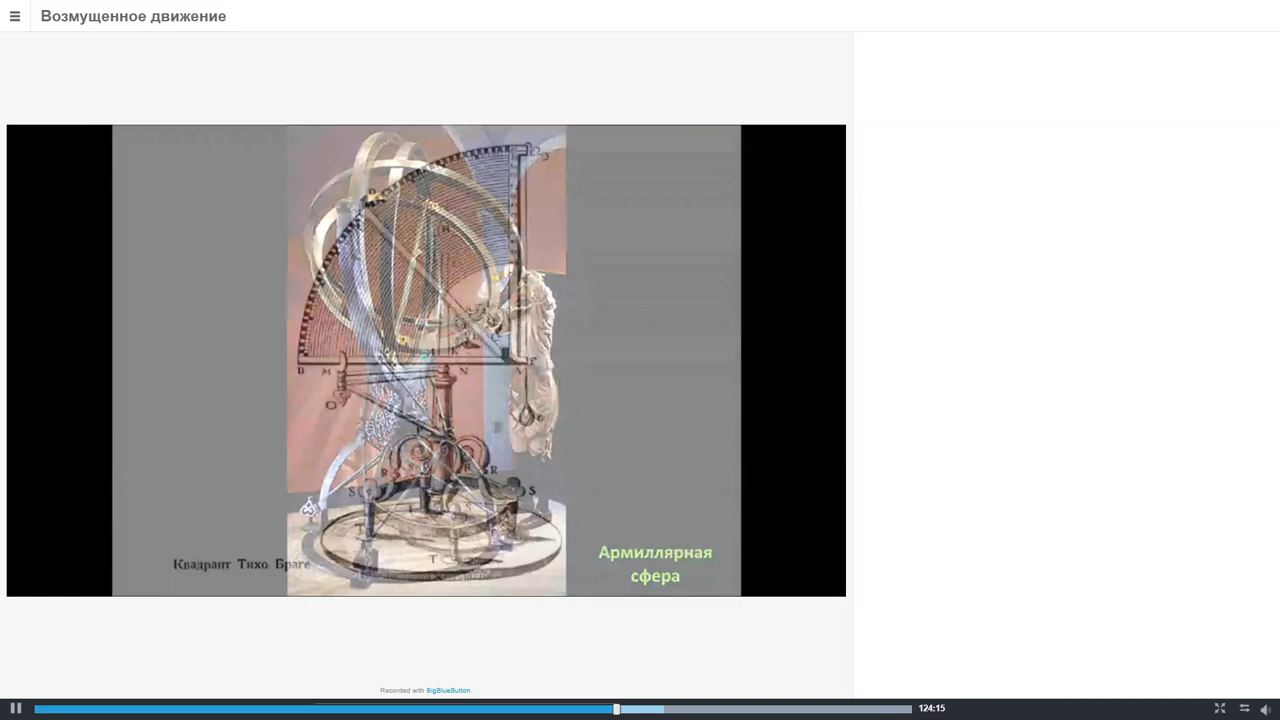 Возмущенное движение
B M N A F
O
R R R
S S
T T
Квадрант Тихо Браге
Армиллярная
сфера
Recorded with BigBlueButton.
124:15